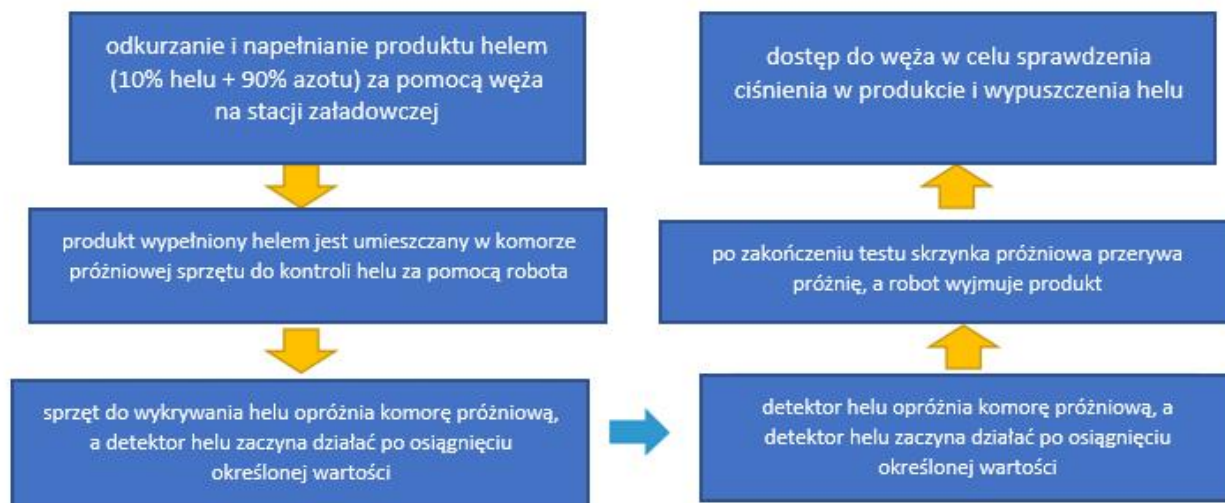 odkurzanie i napełnianie produktu helem
(10% helu + 90% azotu) za pomocą węża
na stacji załadowczej
produkt wypełniony helem jest umieszczany w komorze
próżniowej sprzętu do kontroli helu za pomocą robota
sprzęt do wykrywania helu opróżnia komorę próżniową,
a detektor helu zaczyna działać po osiągnięciu
określonej wartości
detektor helu opróżnia komorę próżniową, a
detektor helu zaczyna działać po osiągnięciu
określonej wartości
po zakończeniu testu skrzynka próżniowa przerywa
próżnię, a robot wyjmuje produkt
dostęp do węża w celu sprawdzenia
ciśnienia w produkcie i wypuszczenia helu